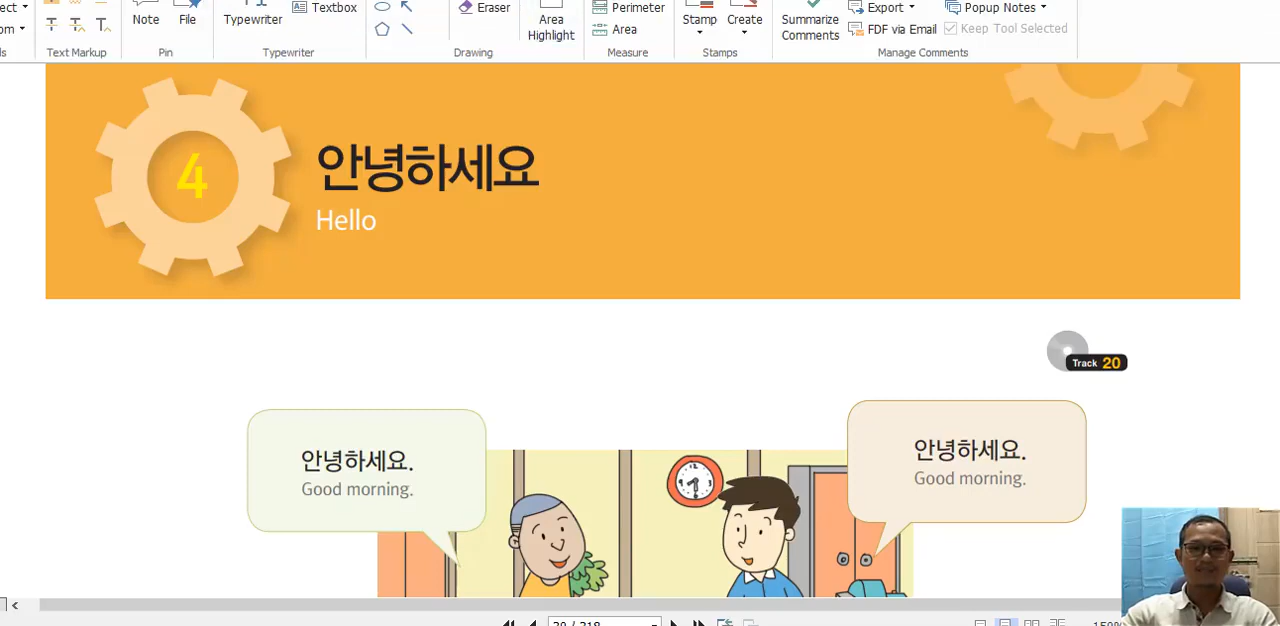 Note File Typewriter Textbox Eraser Area Highlight Perimeter Area Stamp Create Summarize Comments Export Popup Notes
FDF via Email Keep Tool Selected
Text Markup Pin Typewriter Drawing Measure Stamps Manage Comments
4
안녕하세요
Hello
Track 20
안녕하세요.
Good morning.
안녕하세요.
Good morning.